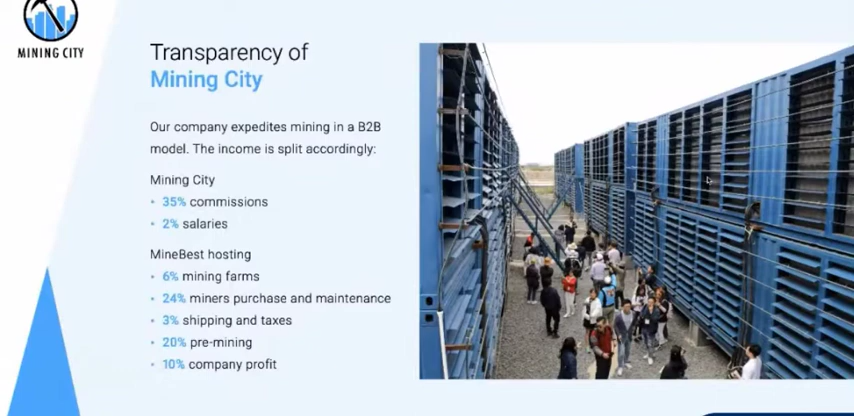 MINING CITY
Transparency of
Mining City
Our company expedites mining in a B2B
model. The income is split accordingly:
Mining City
• 35% commissions
• 2% salaries
MineBest hosting
• 6% mining farms
• 24% miners purchase and maintenance
• 3% shipping and taxes
• 20% pre-mining
• 10% company profit